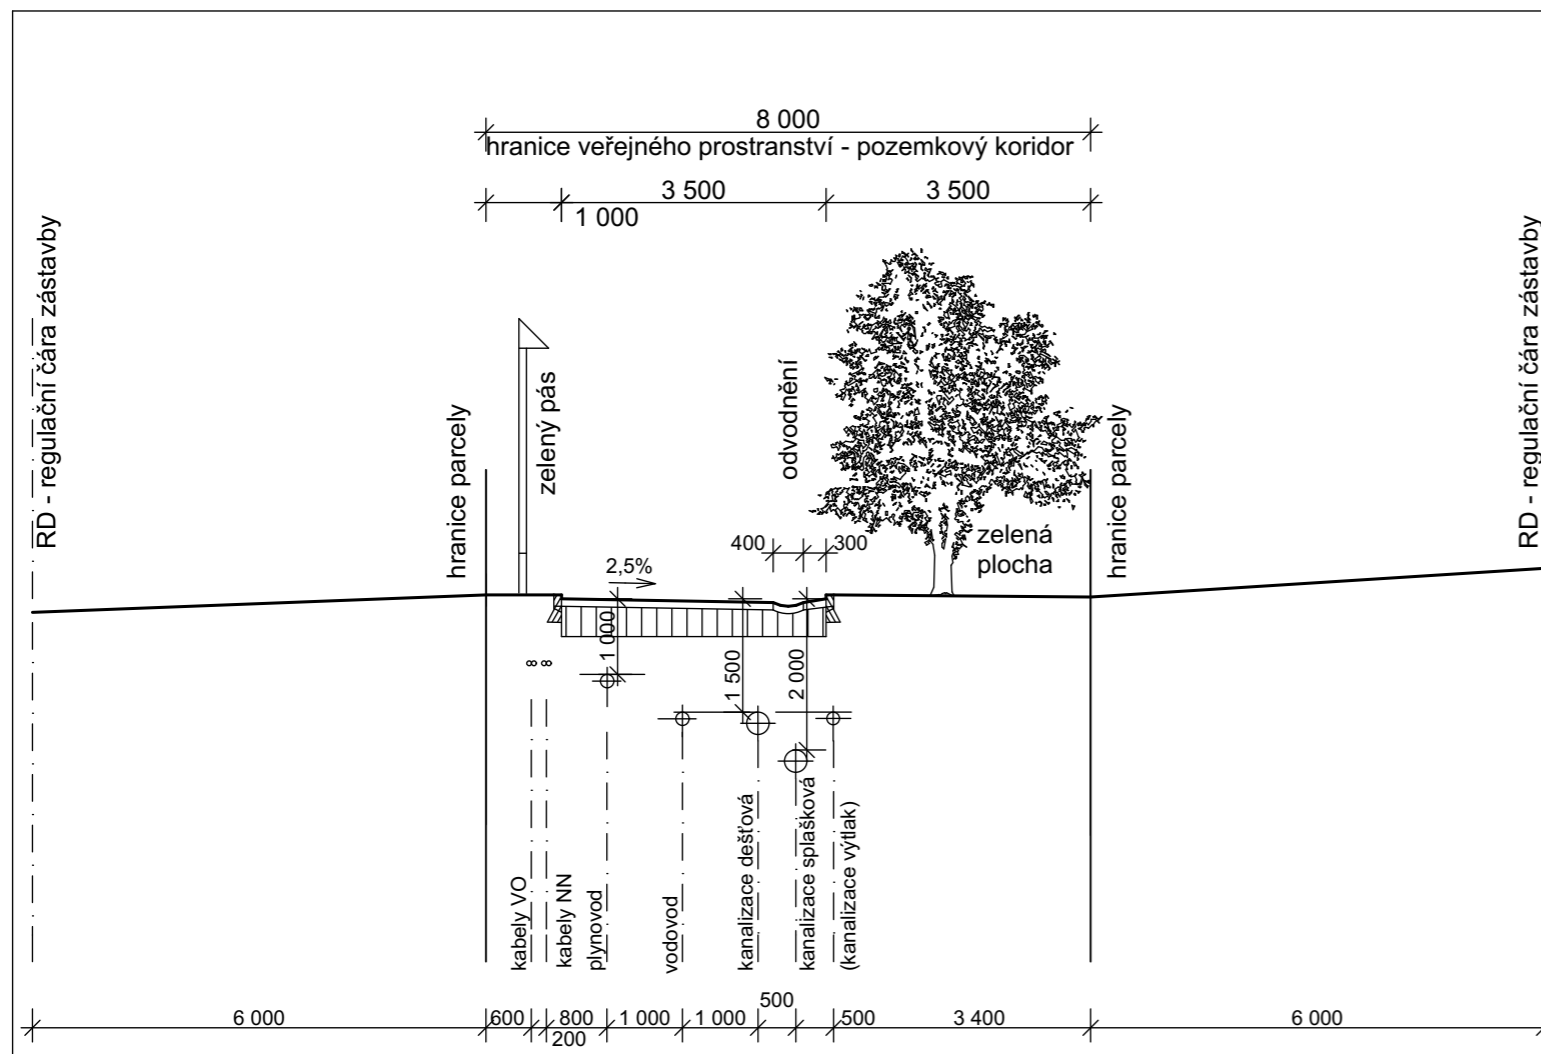 8 000
hranice veřejného prostranství - pozemkový koridor
3 500
3 500
1 000
RD - regulační čára zástavby
hranice parcely
zelený pás
odvodnění
zelená
plocha
hranice parcely
RD - regulační čára zástavby
400
300
2,5%
1 000
1 500
2 000
kabely VO
kabely NN
plynovod
vodovod
kanalizace dešťová
kanalizace splašková
(kanalizace výtlak)
6 000
600
800
200
1 000
1 000
500
500
3 400
6 000